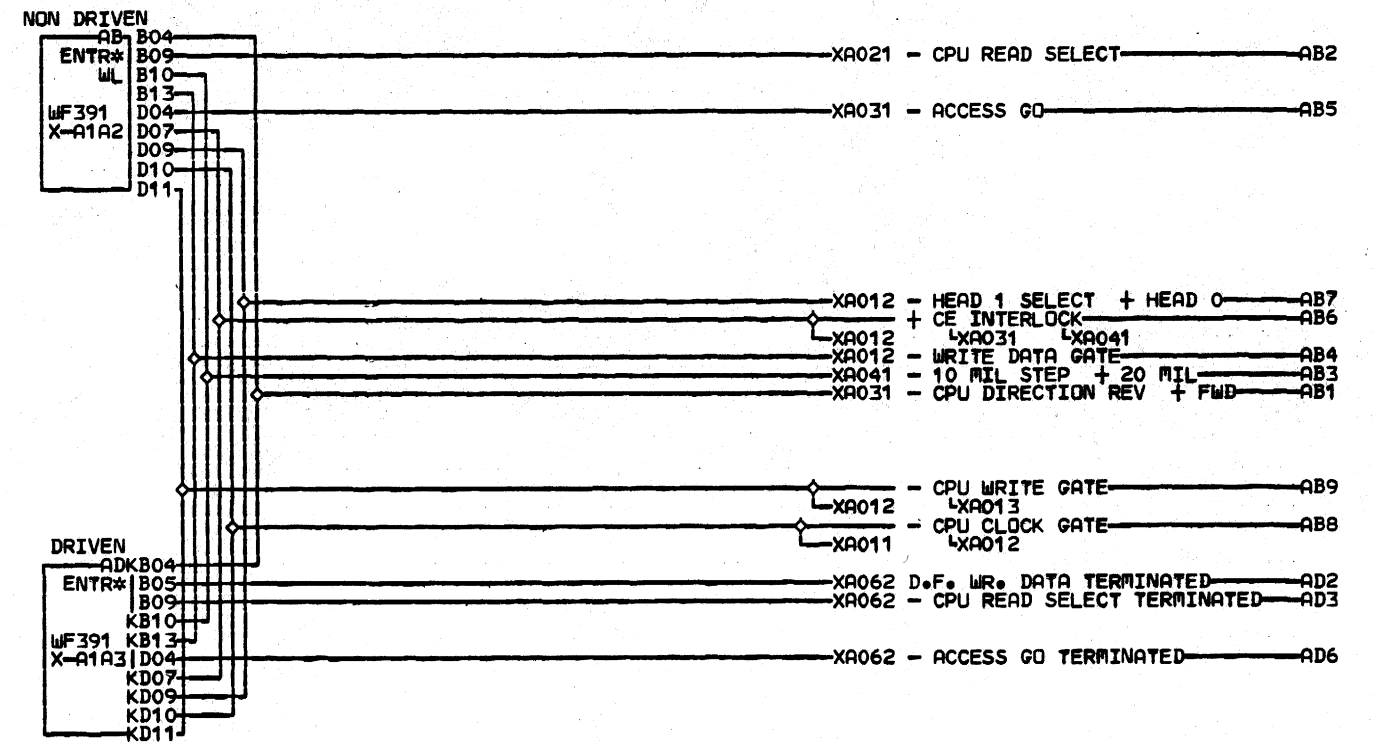 NON DRIVEN
AB B04
ENTR* B09 XA021 - CPU READ SELECT AB2
WL B10
B13
WF391 D04 XA031 - ACCESS GO AB5
X-A1A2 D07
D09
D10
D11
XA012 - HEAD 1 SELECT + HEAD 0 AB7
+ CE INTERLOCK AB6
XA012 XA031 XA041
XA012 - WRITE DATA GATE AB4
XA041 - 10 MIL STEP + 20 MIL AB3
XA031 - CPU DIRECTION REV + FWD AB1
- CPU WRITE GATE AB9
XA012 XA013
- CPU CLOCK GATE AB8
XA011 XA012
DRIVEN
ADKB04
ENTR* B05 XA062 D.F. WR. DATA TERMINATED AD2
B09 XA062 - CPU READ SELECT TERMINATED AD3
KB10
WF391 KB13
X-A1A3 D04 XA062 - ACCESS GO TERMINATED AD6
KD07
KD09
KD10
KD11